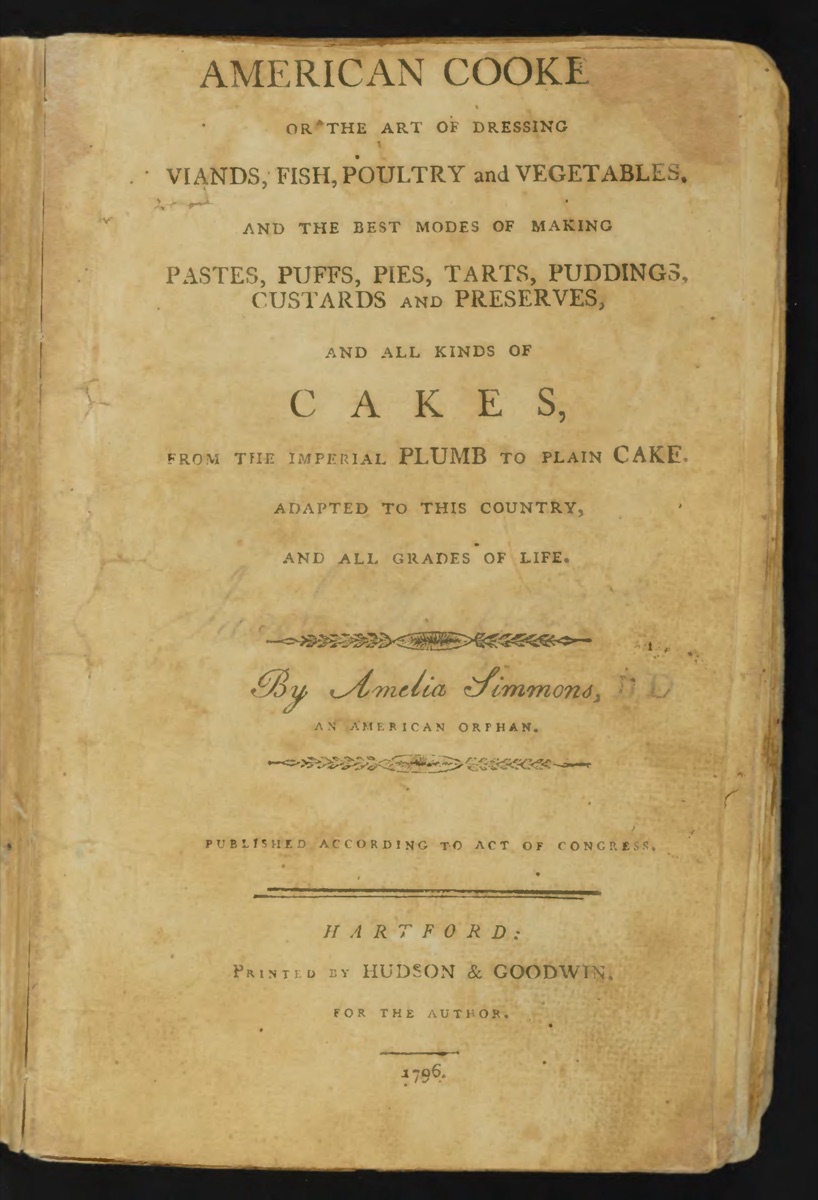 AMERICAN COOKE
OR THE ART OF DRESSING
VIANDS, FISH, POULTRY and VEGETABLES,
AND THE BEST MODES OF MAKING
PASTES, PUFFS, PIES, TARTS, PUDDINGS,
CUSTARDS AND PRESERVES,
AND ALL KINDS OF
CAKES,
FROM THE IMPERIAL PLUMB TO PLAIN CAKE.
ADAPTED TO THIS COUNTRY,
AND ALL GRADES OF LIFE.
By Amelia Simmons,
AN AMERICAN ORPHAN.
PUBLISHED ACCORDING TO ACT OF CONGRESS.
HARTFORD:
PRINTED BY HUDSON & GOODWIN.
FOR THE AUTHOR.
1796.